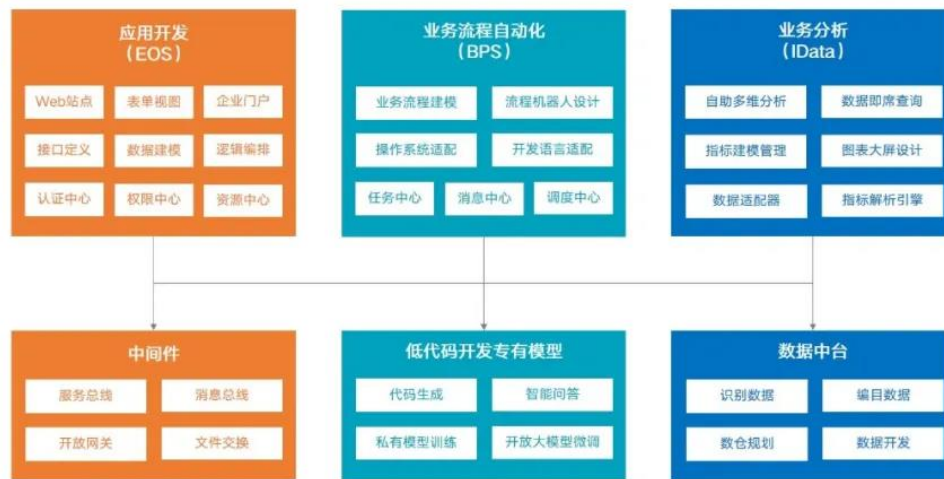 应用开发
(EOS)
Web站点 表单视图 企业门户
接口定义 数据建模 逻辑编排
认证中心 权限中心 资源中心
业务流程自动化
(BPS)
业务流程建模 流程机器人设计
操作系统适配 开发语言适配
任务中心 消息中心 调度中心
业务分析
(IData)
自助多维分析 数据即席查询
指标建模管理 图表大屏设计
数据适配器 指标解析引擎
中间件
服务总线 消息总线
开放网关 文件交换
低代码开发专有模型
代码生成 智能问答
私有模型训练 开放大模型微调
数据中台
识别数据 编目数据
数仓规划 数据开发